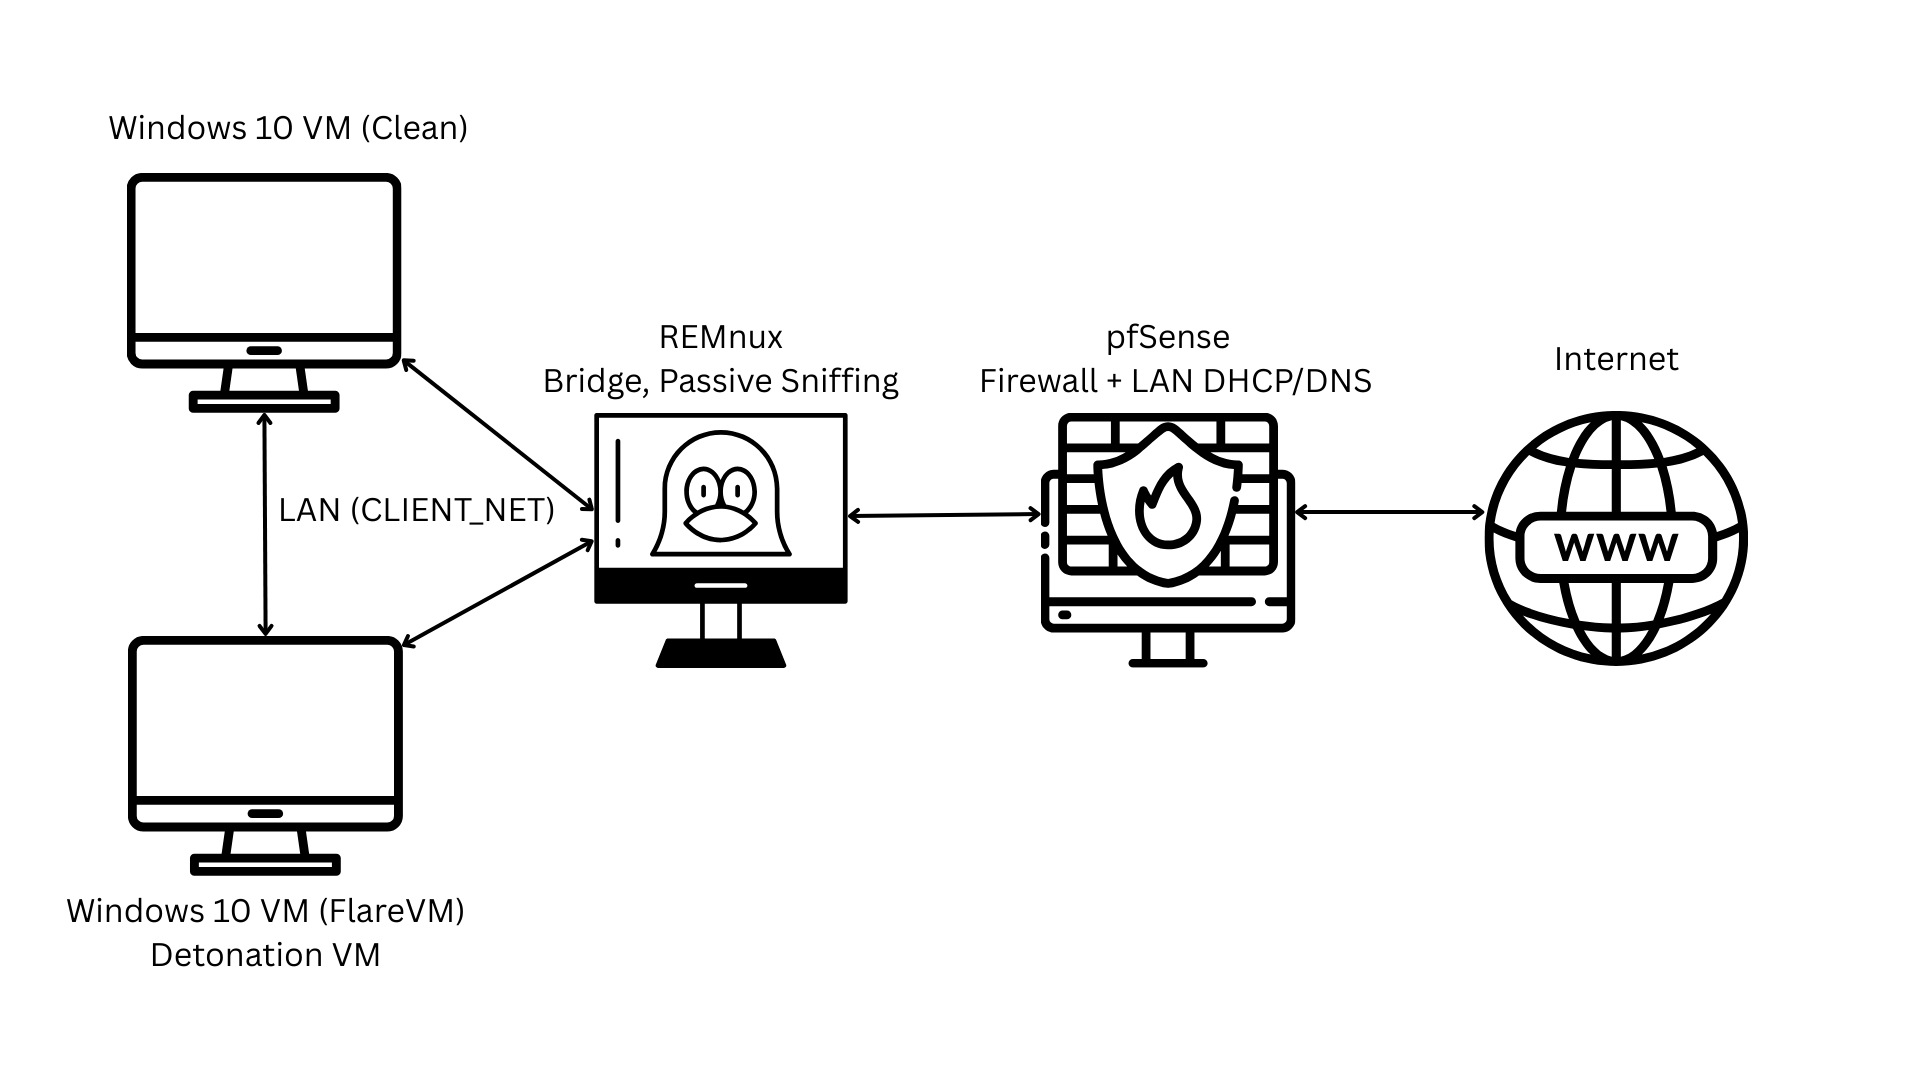 Windows 10 VM (Clean)
REMnux
Bridge, Passive Sniffing
pfSense
Firewall + LAN DHCP/DNS
Internet
LAN (CLIENT_NET)
WWW
Windows 10 VM (FlareVM)
Detonation VM